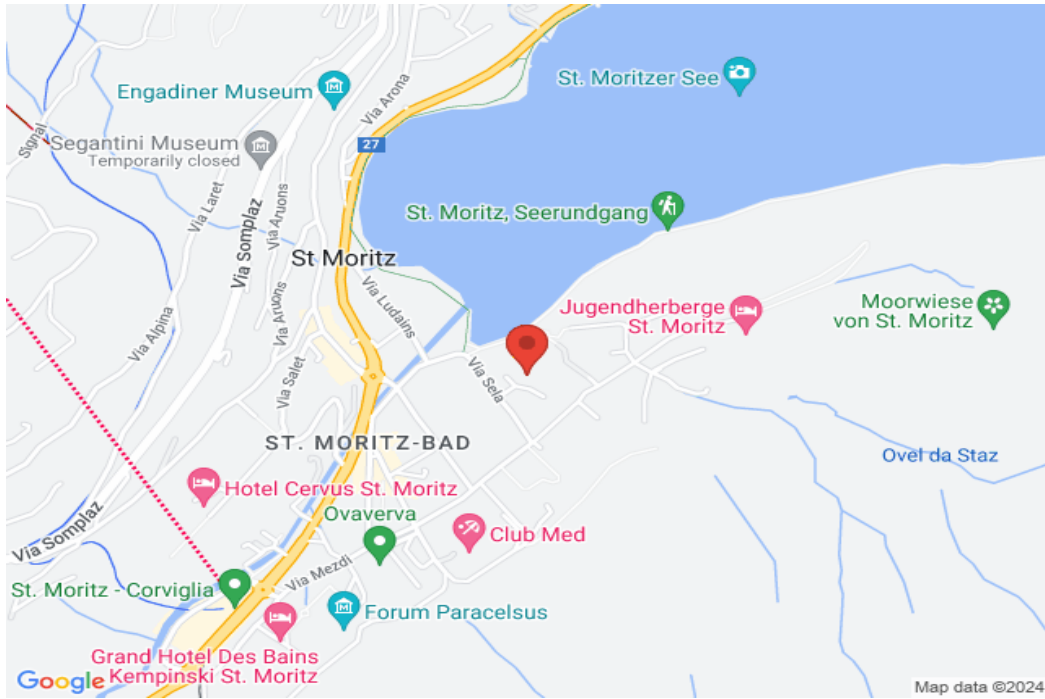 St. Moritzer See
Engadiner Museum
Via Arona
Signal
Segantini Museum
Temporarily closed
27
Via Laret
Via Aruons
St. Moritz, Seerundgang
Via Somplaz
St Moritz
Via Ludains
Jugendherberge
St. Moritz
Moorwiese
von St. Moritz
Via Alpina
Via Aruons
Via Salet
Via Sela
ST. MORITZ-BAD
Ovel da Staz
Hotel Cervus St. Moritz
Ovaverva
Via Somplaz
Club Med
Via Mezdi
St. Moritz - Corviglia
Forum Paracelsus
Grand Hotel Des Bains
Kempinski St. Moritz
Google
Map data ©2024